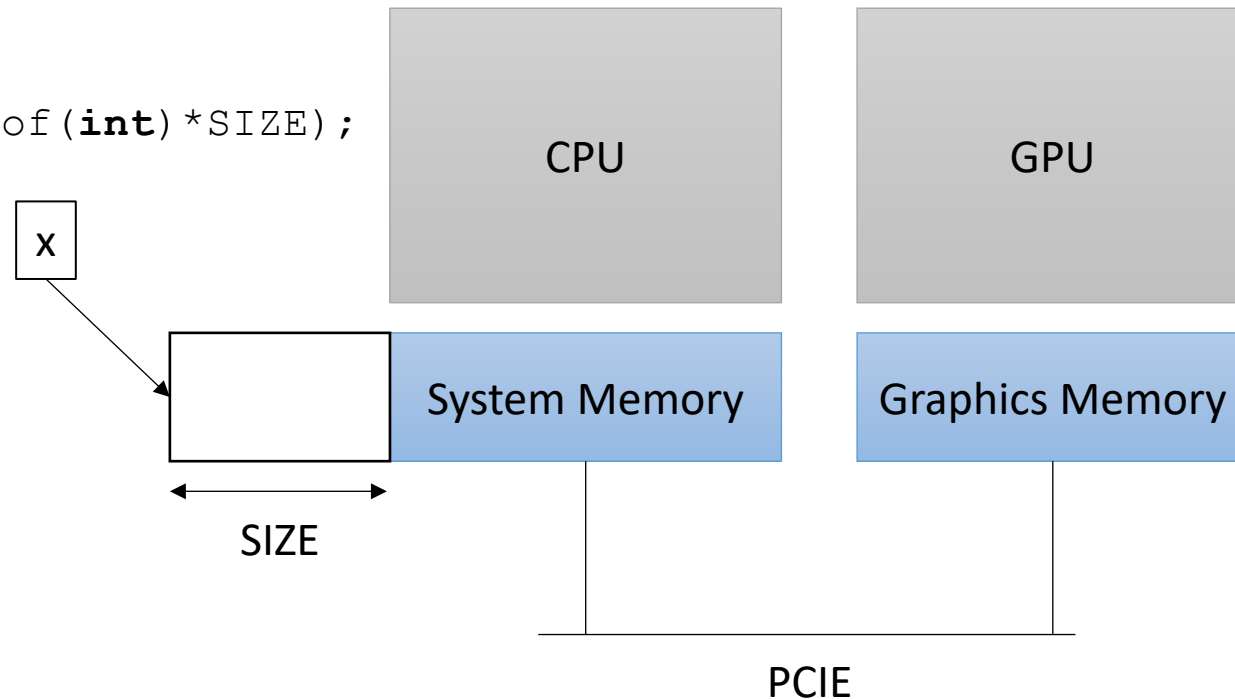 of(int)*SIZE);
CPU
GPU
x
System Memory
Graphics Memory
SIZE
PCIE